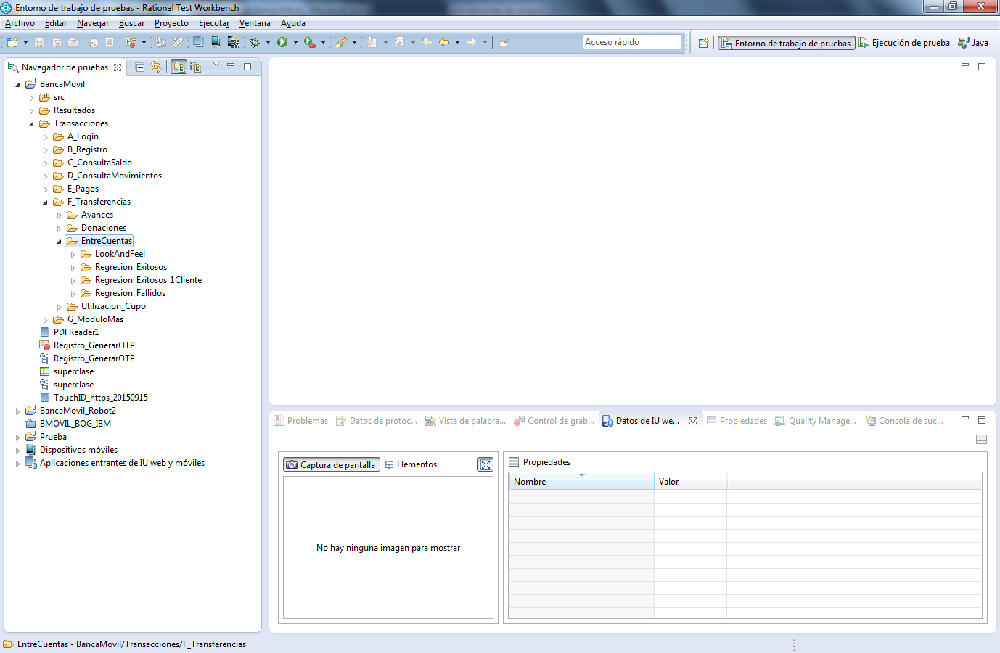 Entorno de trabajo de pruebas - Rational Test Workbench
Archivo Editar Navegar Buscar Proyecto Ejecutar Ventana Ayuda
Acceso rápido
Entorno de trabajo de pruebas
Ejecución de prueba
Java
Navegador de pruebas
BancaMovil
src
Resultados
Transacciones
A_Login
B_Registro
C_ConsultaSaldo
D_ConsultaMovimientos
E_Pagos
F_Transferencias
Avances
Donaciones
EntreCuentas
LookAndFeel
Regresion_Exitosos
Regresion_Exitosos_1Cliente
Regresion_Fallidos
Utilizacion_Cupo
G_ModuloMas
PDFReader1
Registro_GenerarOTP
Registro_GenerarOTP
superclase
superclase
TouchID_https_20150915
BancaMovil_Robot2
BMOVIL_BOG_IBM
Prueba
Dispositivos móviles
Aplicaciones entrantes de IU web y móviles
Problemas
Datos de protoc...
Vista de palabra...
Control de grab...
Datos de IU we...
Propiedades
Quality Manage...
Consola de suc...
Captura de pantalla
Elementos
No hay ninguna imagen para mostrar
Propiedades
Nombre
Valor
EntreCuentas - BancaMovil/Transacciones/F_Transferencias